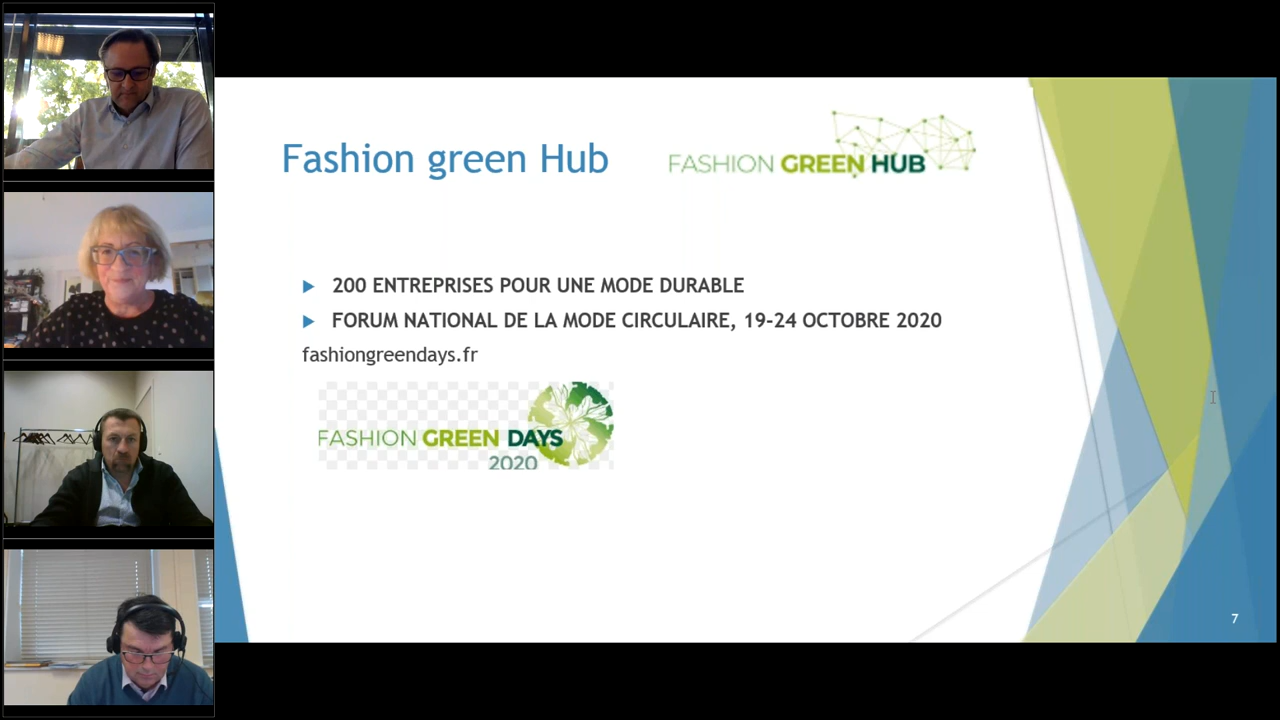 Fashion green Hub
FASHION GREEN HUB
200 ENTREPRISES POUR UNE MODE DURABLE
FORUM NATIONAL DE LA MODE CIRCULAIRE, 19-24 OCTOBRE 2020
fashiongreendays.fr
FASHION GREEN DAYS
2020
7